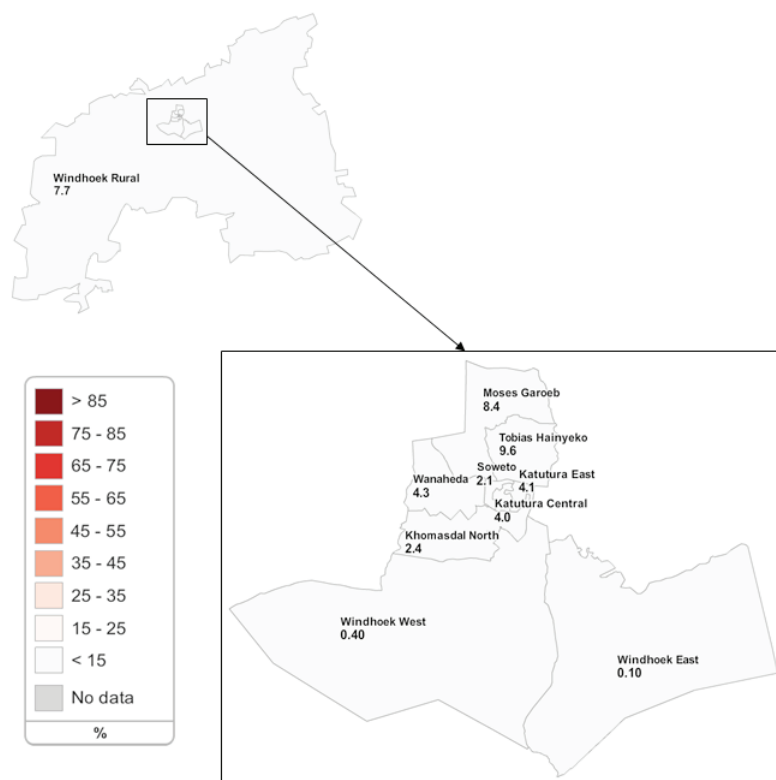 Windhoek Rural
7.7
> 85
75 - 85
65 - 75
55 - 65
45 - 55
35 - 45
25 - 35
15 - 25
< 15
No data
%
Moses Garoeb
8.4
Tobias Hainyeko
9.6
Soweto
2.1
Katutura East
4.1
Wanaheda
4.3
Katutura Central
4.0
Khomasdal North
2.4
Windhoek West
0.40
Windhoek East
0.10